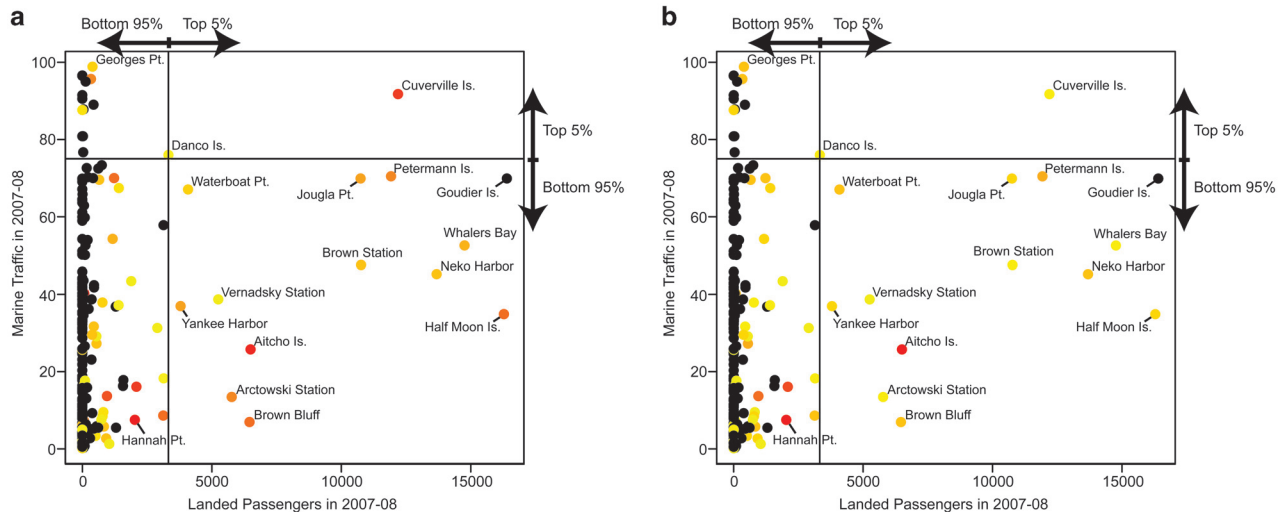 a
Bottom 95%
Top 5%
Georges Pt.
Cuverville Is.
Top 5%
Danco Is.
Waterboat Pt.
Petermann Is.
Jougla Pt.
Goudier Is.
Bottom 95%
Whalers Bay
Brown Station
Neko Harbor
Vernadsky Station
Yankee Harbor
Half Moon Is.
Aitcho Is.
Arctowski Station
Brown Bluff
Hannah Pt.
100
80
60
40
20
0
Marine Traffic in 2007-08
0
5000
10000
15000
Landed Passengers in 2007-08
b
Bottom 95%
Top 5%
Georges Pt.
Cuverville Is.
Top 5%
Danco Is.
Waterboat Pt.
Petermann Is.
Jougla Pt.
Goudier Is.
Bottom 95%
Whalers Bay
Brown Station
Neko Harbor
Vernadsky Station
Yankee Harbor
Half Moon Is.
Aitcho Is.
Arctowski Station
Brown Bluff
Hannah Pt.
100
80
60
40
20
0
Marine Traffic in 2007-08
0
5000
10000
15000
Landed Passengers in 2007-08